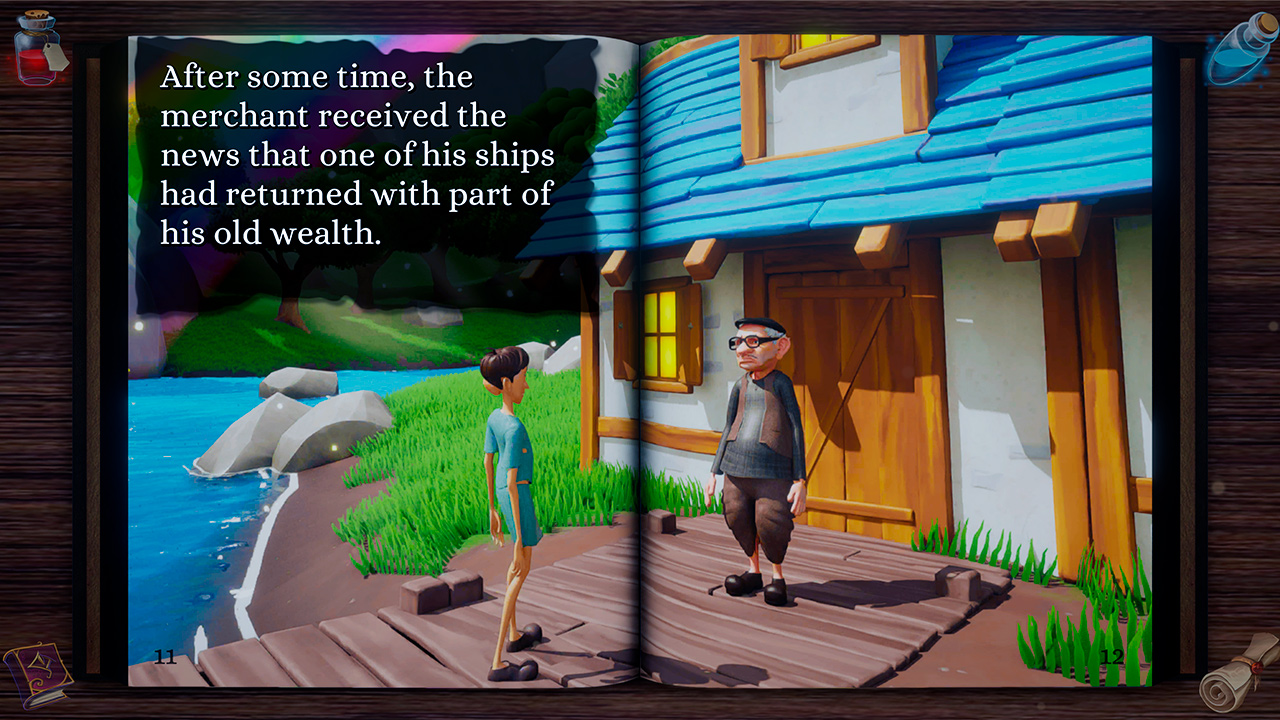 After some time, the
merchant received the
news that one of his ships
had returned with part of
his old wealth.
11
12